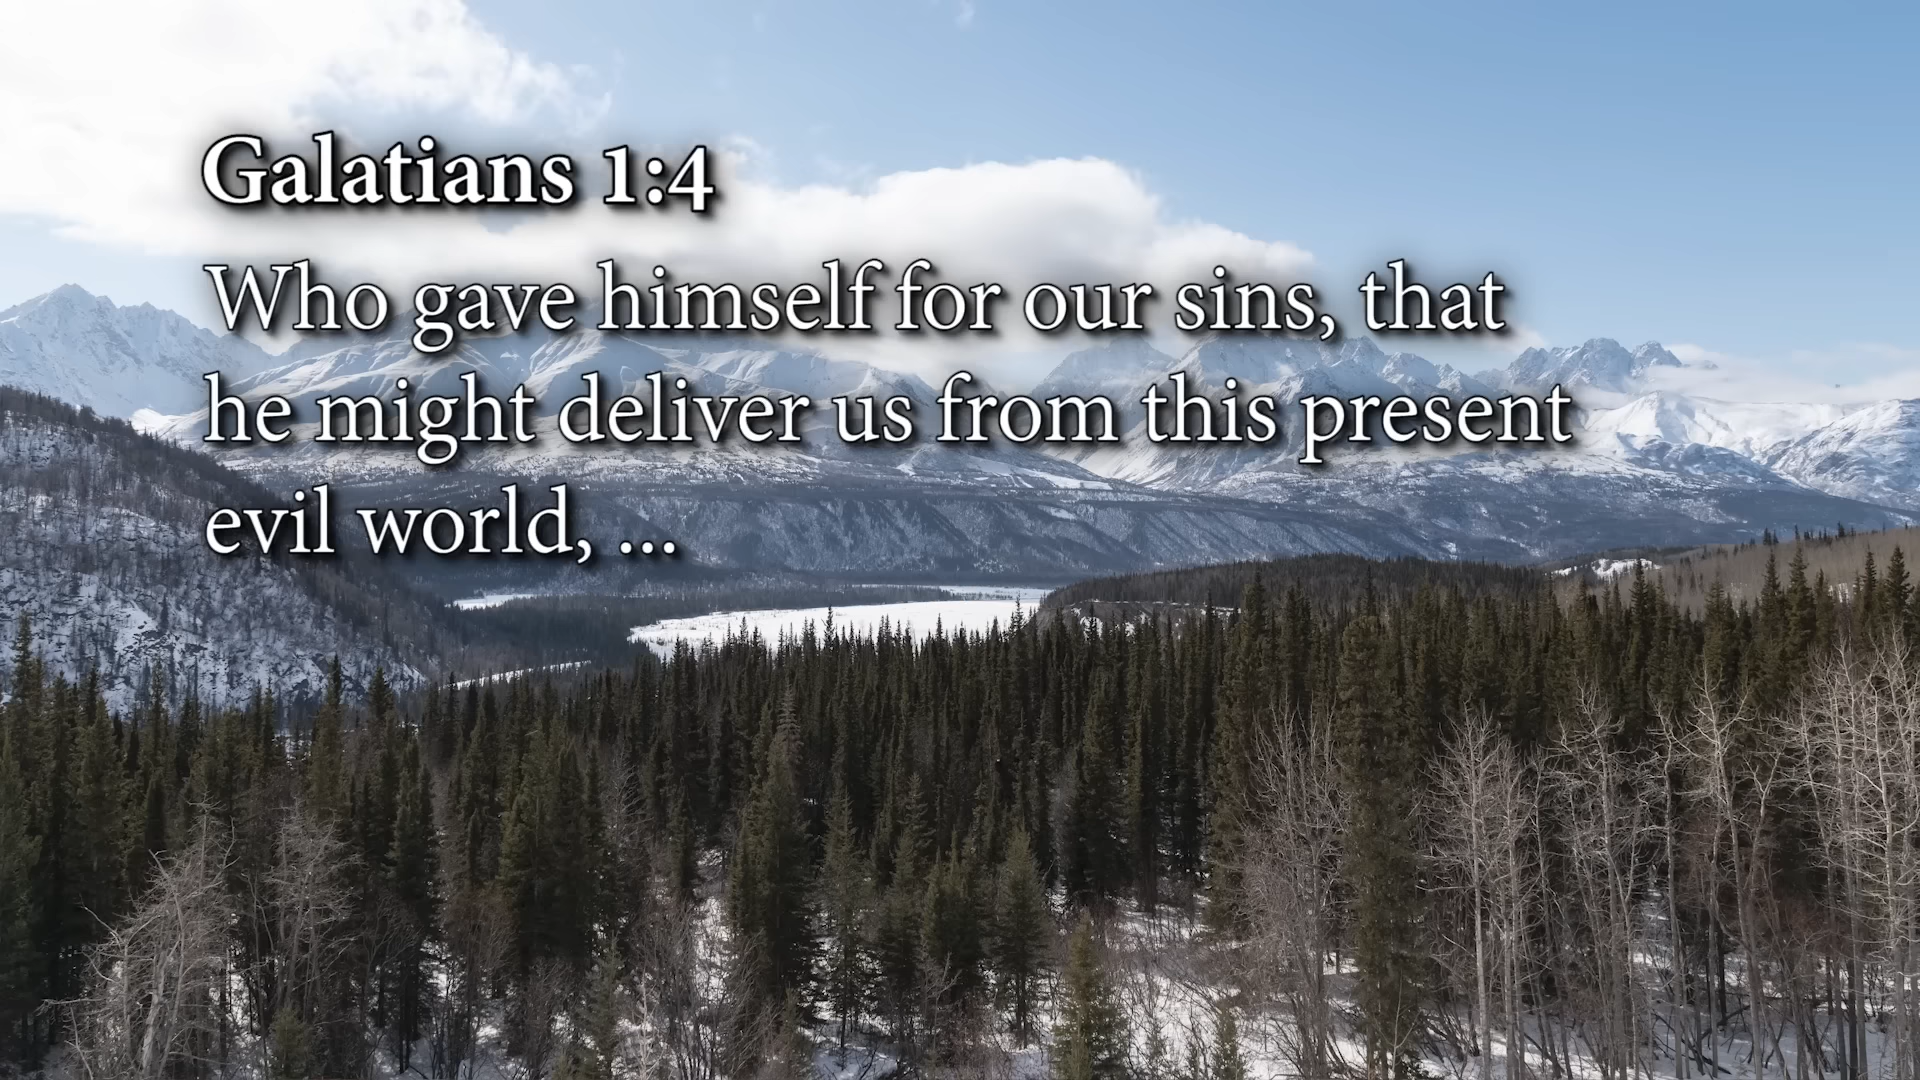 Galatians 1:4
Who gave himself for our sins, that
he might deliver us from this present
evil world, ...